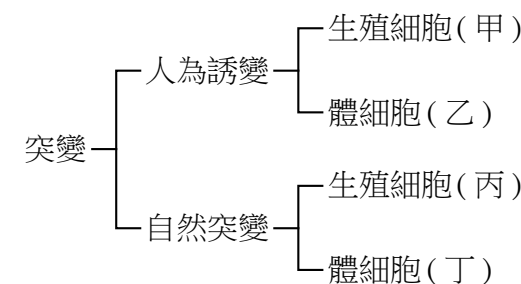 生殖細胞(甲)
人為誘變
體細胞(乙)
突變
生殖細胞(丙)
自然突變
體細胞(丁)